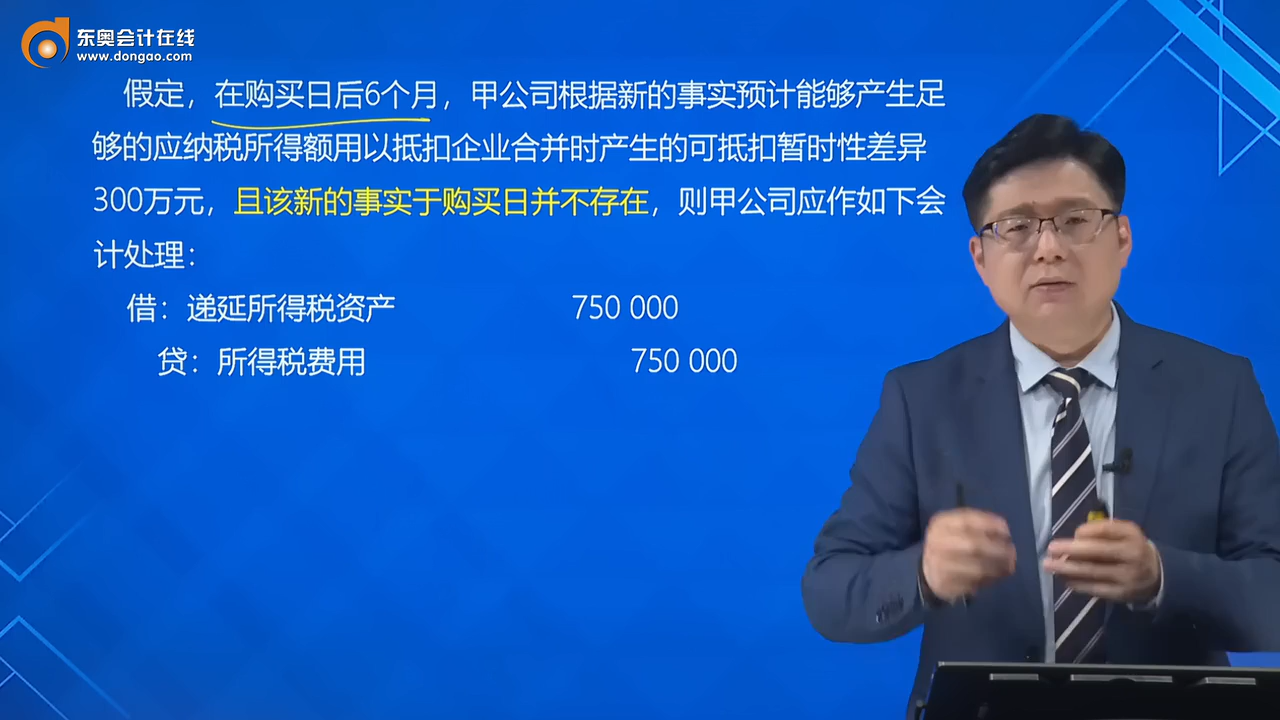 东奥会计在线
www.dongao.com
假定，在购买日后6个月，甲公司根据新的事实预计能够产生足
够的应纳税所得额用以抵扣企业合并时产生的可抵扣暂时性差异
300万元，且该新的事实于购买日并不存在，则甲公司应作如下会
计处理：
借：递延所得税资产 750 000
贷：所得税费用 750 000